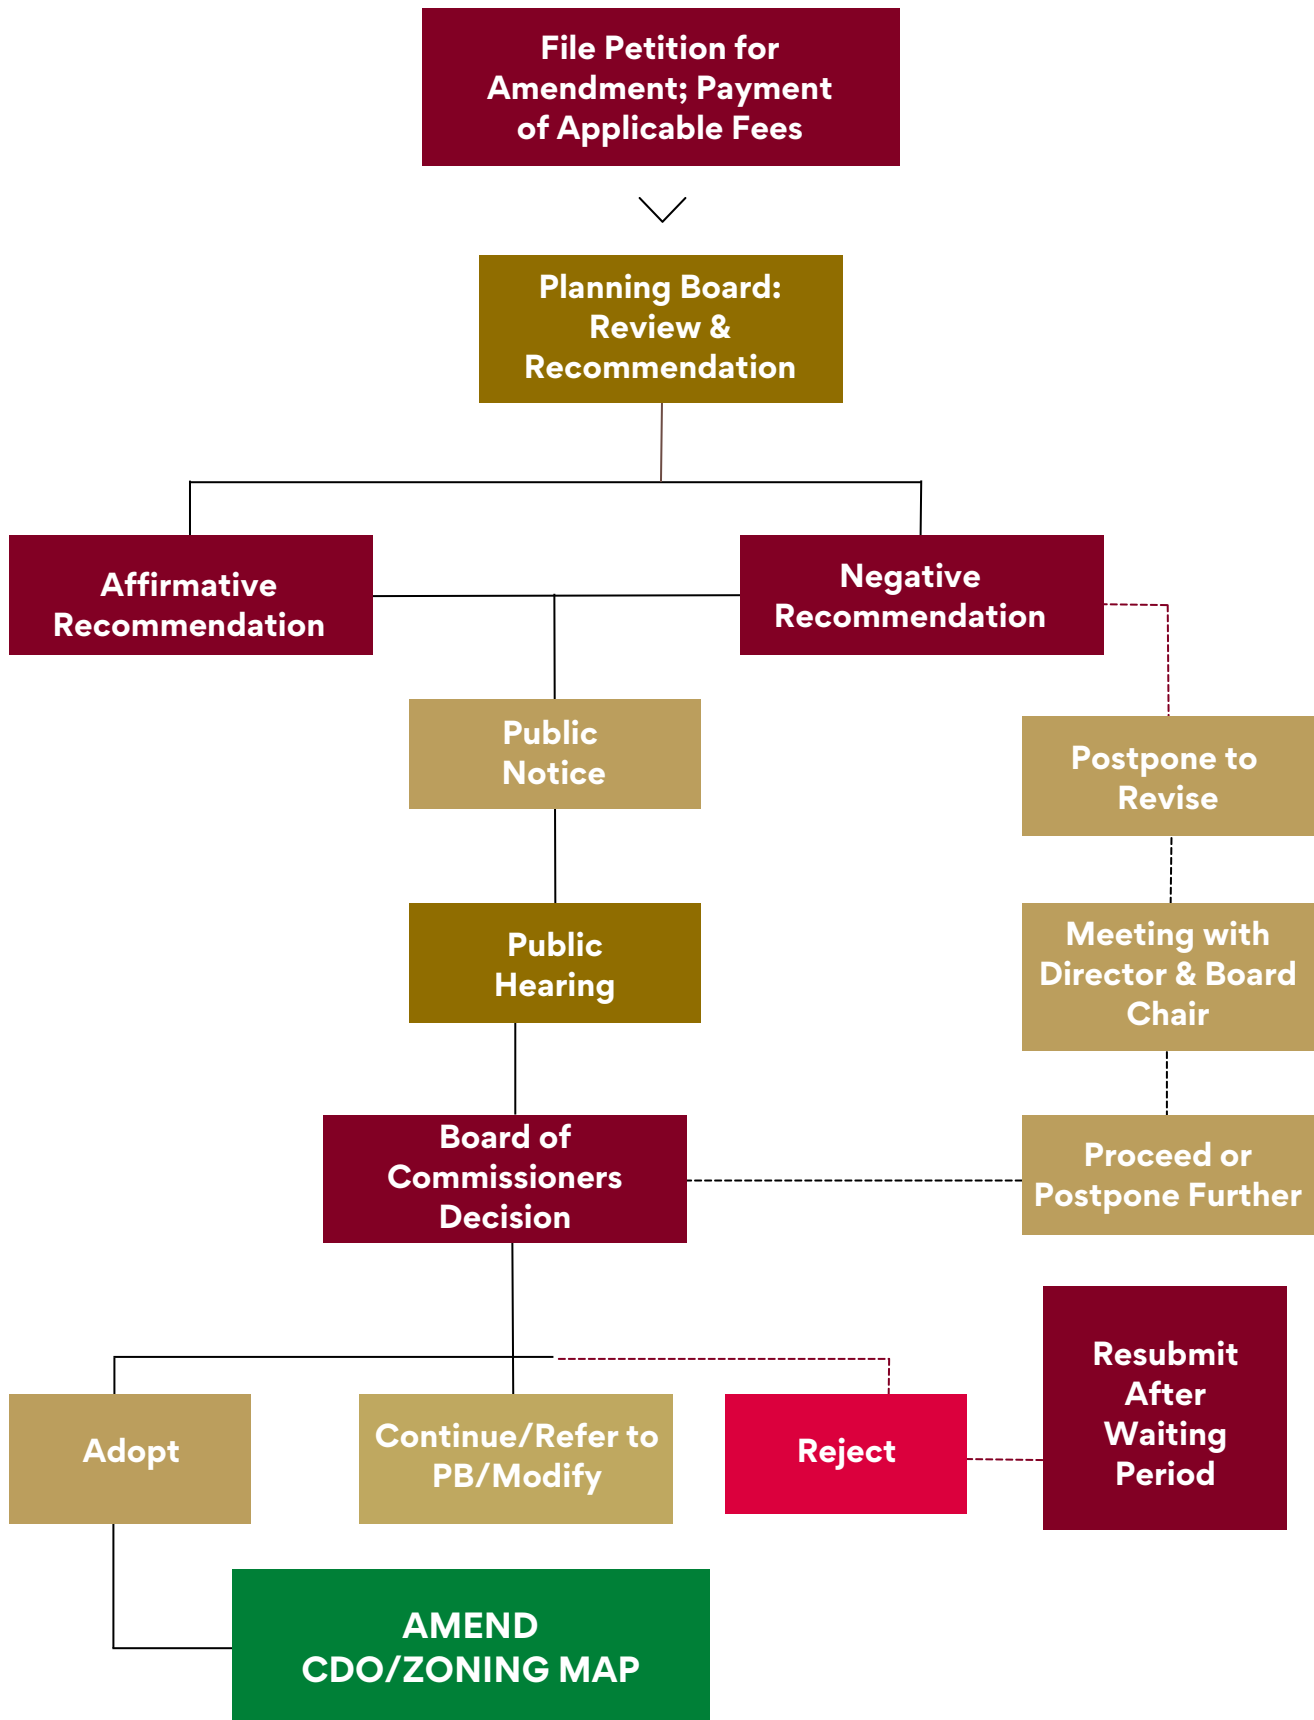 File Petition for
Amendment; Payment
of Applicable Fees
Planning Board:
Review &
Recommendation
Affirmative
Recommendation
Negative
Recommendation
Public
Notice
Postpone to
Revise
Public
Hearing
Meeting with
Director & Board
Chair
Board of
Commissioners
Decision
Proceed or
Postpone Further
Adopt
Continue/Refer to
PB/Modify
Reject
Resubmit
After
Waiting
Period
AMEND
CDO/ZONING MAP